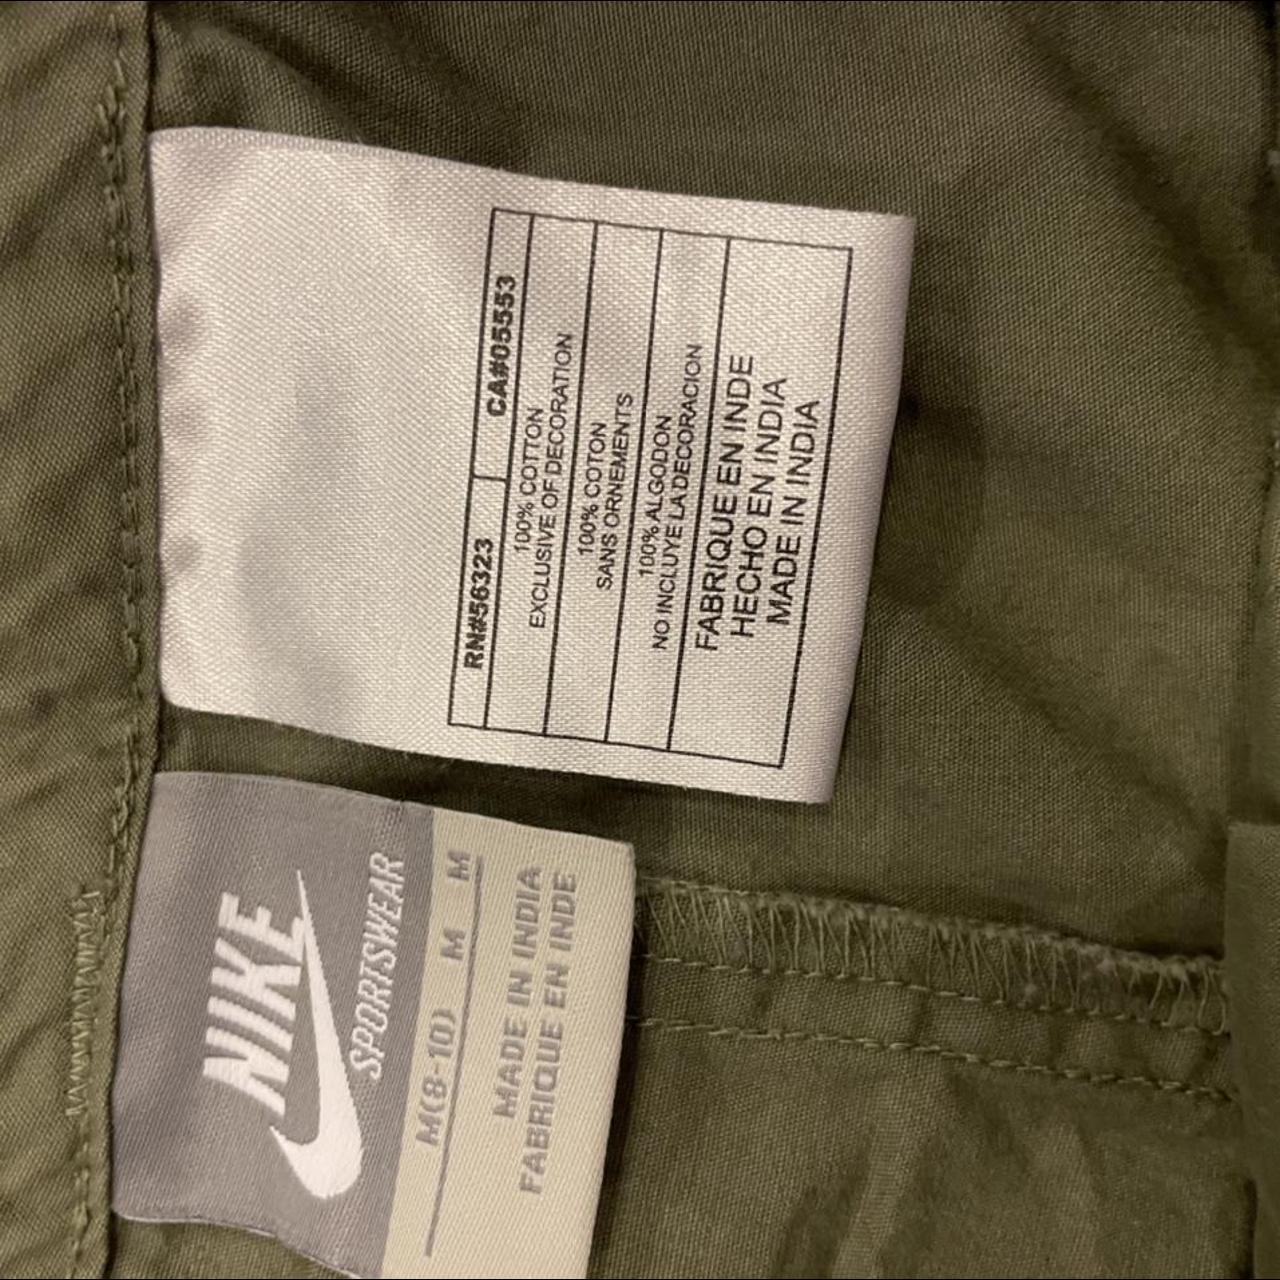 RN#56323 CA#05553
100% COTTON
EXCLUSIVE OF DECORATION
100% COTON
SANS ORNEMENTS
100% ALGODON
NO INCLUYE LA DECORACION
FABRIQUE EN INDE
HECHO EN INDIA
MADE IN INDIA
NIKE
SPORTSWEAR
M(8-10) M M
MADE IN INDIA
FABRIQUE EN INDE